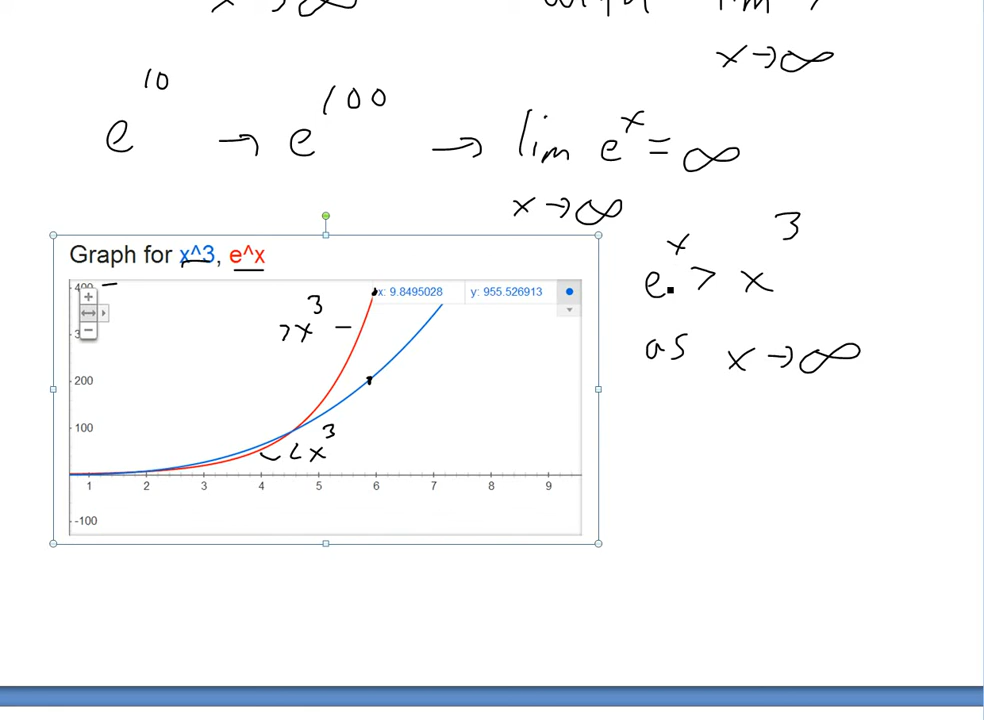 x→∞
lim
x→∞
e^10 → e^100 → lim e^x = ∞
x→∞
Graph for x^3, e^x
400
x: 9.8495028 y: 955.526913
>x^3
200
100
<x^3
1 2 3 4 5 6 7 8 9
-100
e^x > x^3
as x→∞